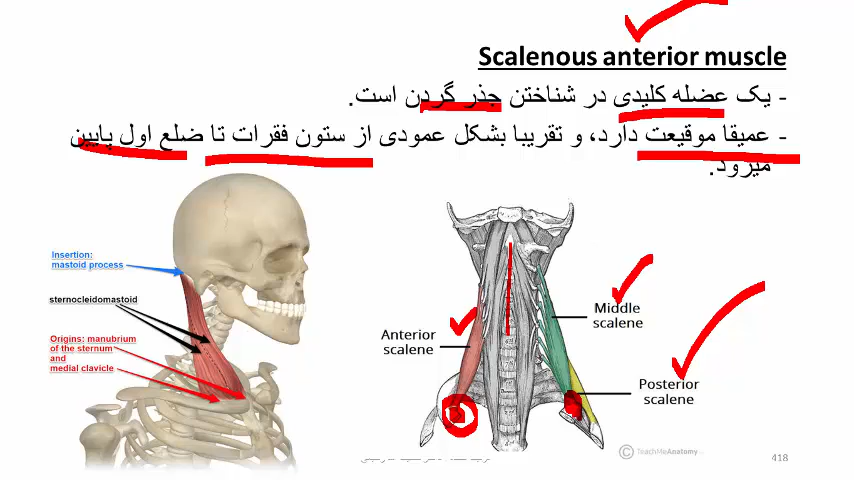 Scalenous anterior muscle
- یک عضله کلیدی در شناختن جذر گردن است.
- عمیقا موقیعت دارد، و تقریبا بشکل عمودی از ستون فقرات تا ضلع اول پایین
میرود.
Insertion:
mastoid process
sternocleidomastoid
Origins: manubrium
of the sternum
and
medial clavicle
Anterior
scalene
Middle
scalene
Posterior
scalene
© TeachMeAnatomy
418